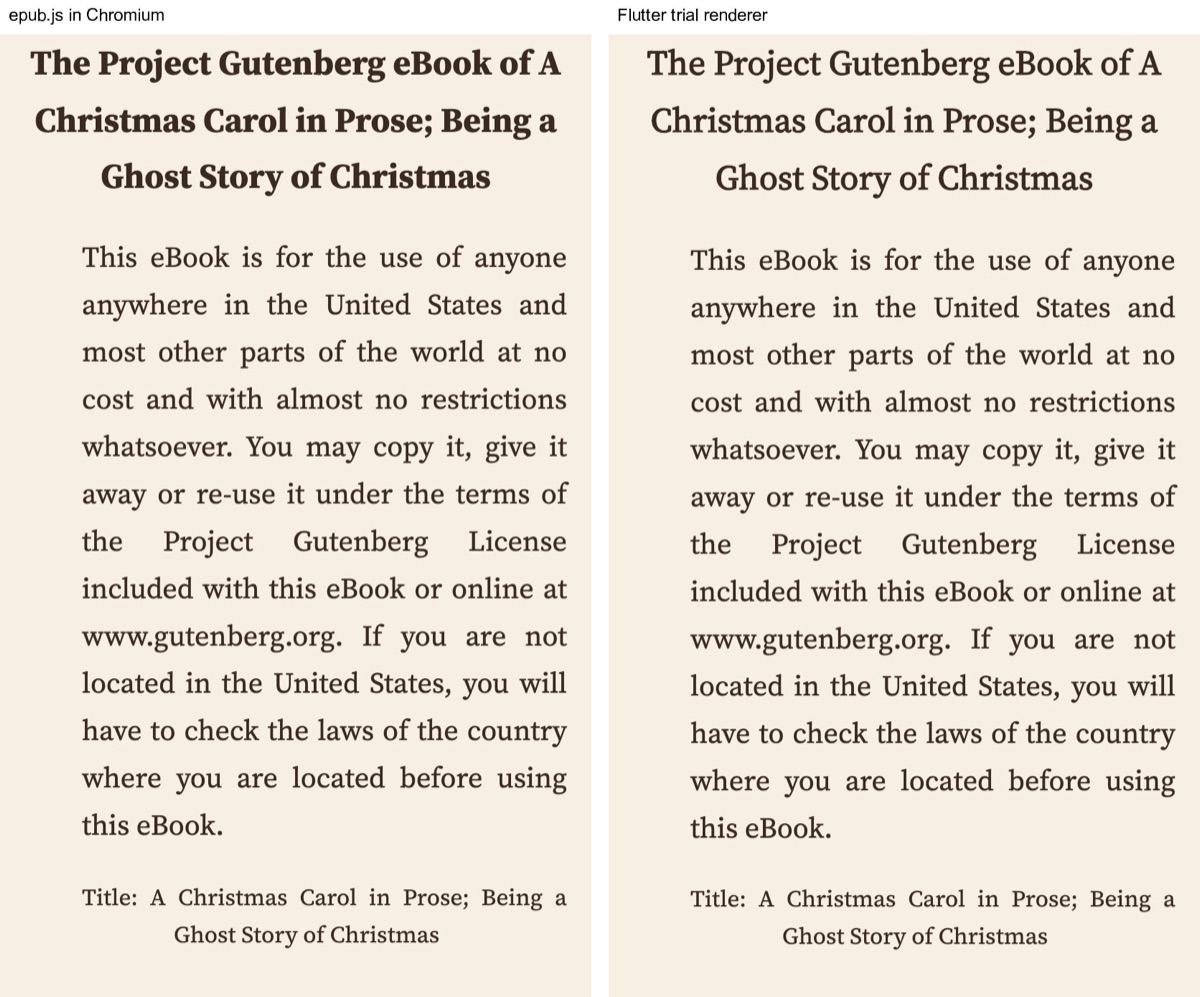 epub.js in Chromium
The Project Gutenberg eBook of A
Christmas Carol in Prose; Being a
Ghost Story of Christmas
This eBook is for the use of anyone
anywhere in the United States and
most other parts of the world at no
cost and with almost no restrictions
whatsoever. You may copy it, give it
away or re-use it under the terms of
the Project Gutenberg License
included with this eBook or online at
www.gutenberg.org. If you are not
located in the United States, you will
have to check the laws of the country
where you are located before using
this eBook.
Title: A Christmas Carol in Prose; Being a
Ghost Story of Christmas
Flutter trial renderer
The Project Gutenberg eBook of A
Christmas Carol in Prose; Being a
Ghost Story of Christmas
This eBook is for the use of anyone
anywhere in the United States and
most other parts of the world at no
cost and with almost no restrictions
whatsoever. You may copy it, give it
away or re-use it under the terms of
the Project Gutenberg License
included with this eBook or online at
www.gutenberg.org. If you are not
located in the United States, you will
have to check the laws of the country
where you are located before using
this eBook.
Title: A Christmas Carol in Prose; Being a
Ghost Story of Christmas